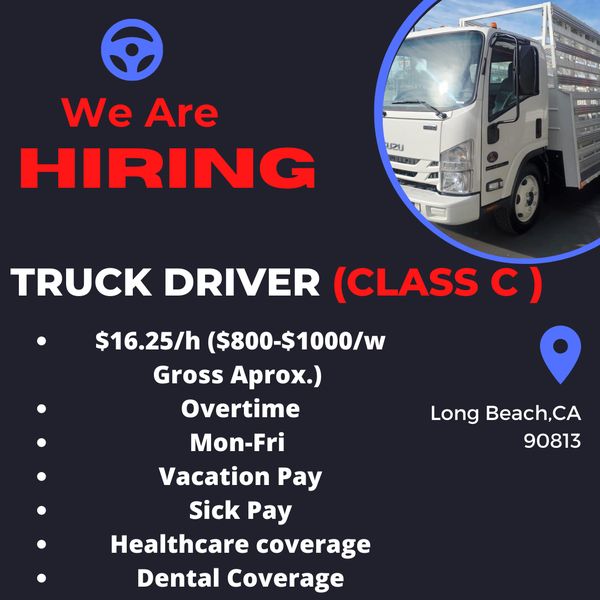 We Are
HIRING
TRUCK DRIVER (CLASS C )
$16.25/h ($800-$1000/w
Gross Aprox.)
Overtime
Mon-Fri
Vacation Pay
Sick Pay
Healthcare coverage
Dental Coverage
Long Beach,CA
90813
ISUZU